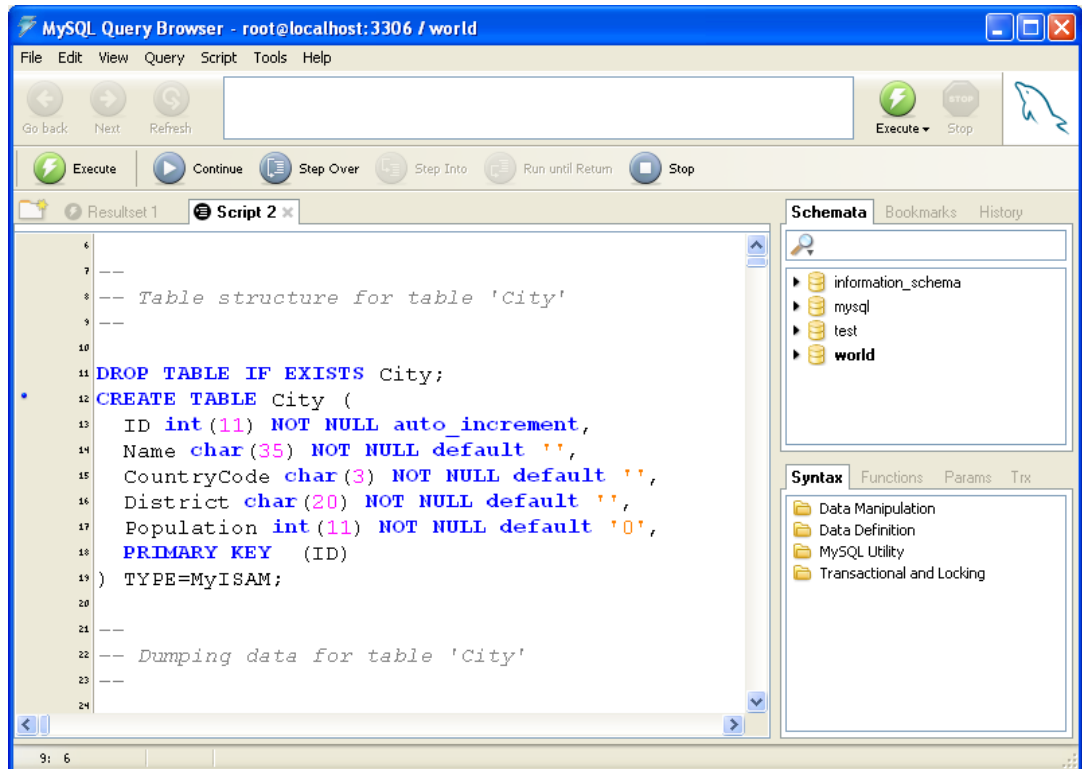 MySQL Query Browser - root@localhost:3306 / world
File Edit View Query Script Tools Help
Go back Next Refresh Execute STOP Stop
Execute Continue Step Over Step Into Run until Return Stop
Resultset 1 Script 2
Schemata Bookmarks History
information_schema
mysql
test
world
6
7 --
8 -- Table structure for table 'City'
9 --
10
11 DROP TABLE IF EXISTS City;
12 CREATE TABLE City (
13 ID int(11) NOT NULL auto_increment,
14 Name char(35) NOT NULL default '',
15 CountryCode char(3) NOT NULL default '',
16 District char(20) NOT NULL default '',
17 Population int(11) NOT NULL default '0',
18 PRIMARY KEY (ID)
19 ) TYPE=MyISAM;
20
21 --
22 -- Dumping data for table 'City'
23 --
24
Syntax Functions Params Trx
Data Manipulation
Data Definition
MySQL Utility
Transactional and Locking
9: 6